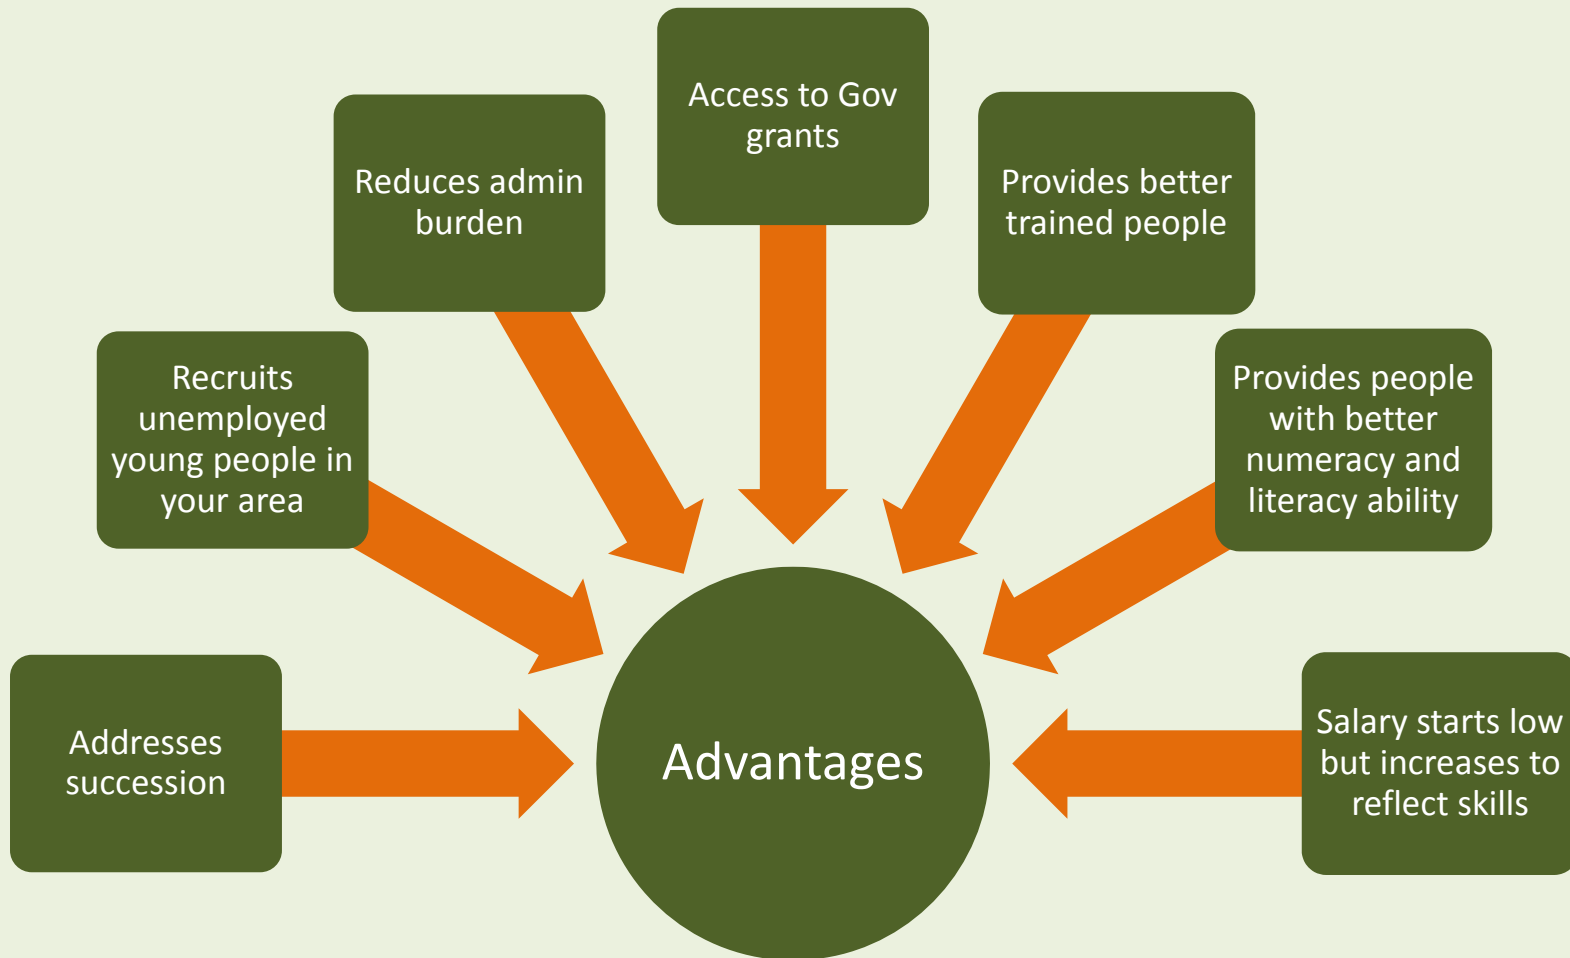 Access to Gov
grants
Reduces admin
burden
Provides better
trained people
Recruits
unemployed
young people in
your area
Provides people
with better
numeracy and
literacy ability
Addresses
succession
Advantages
Salary starts low
but increases to
reflect skills